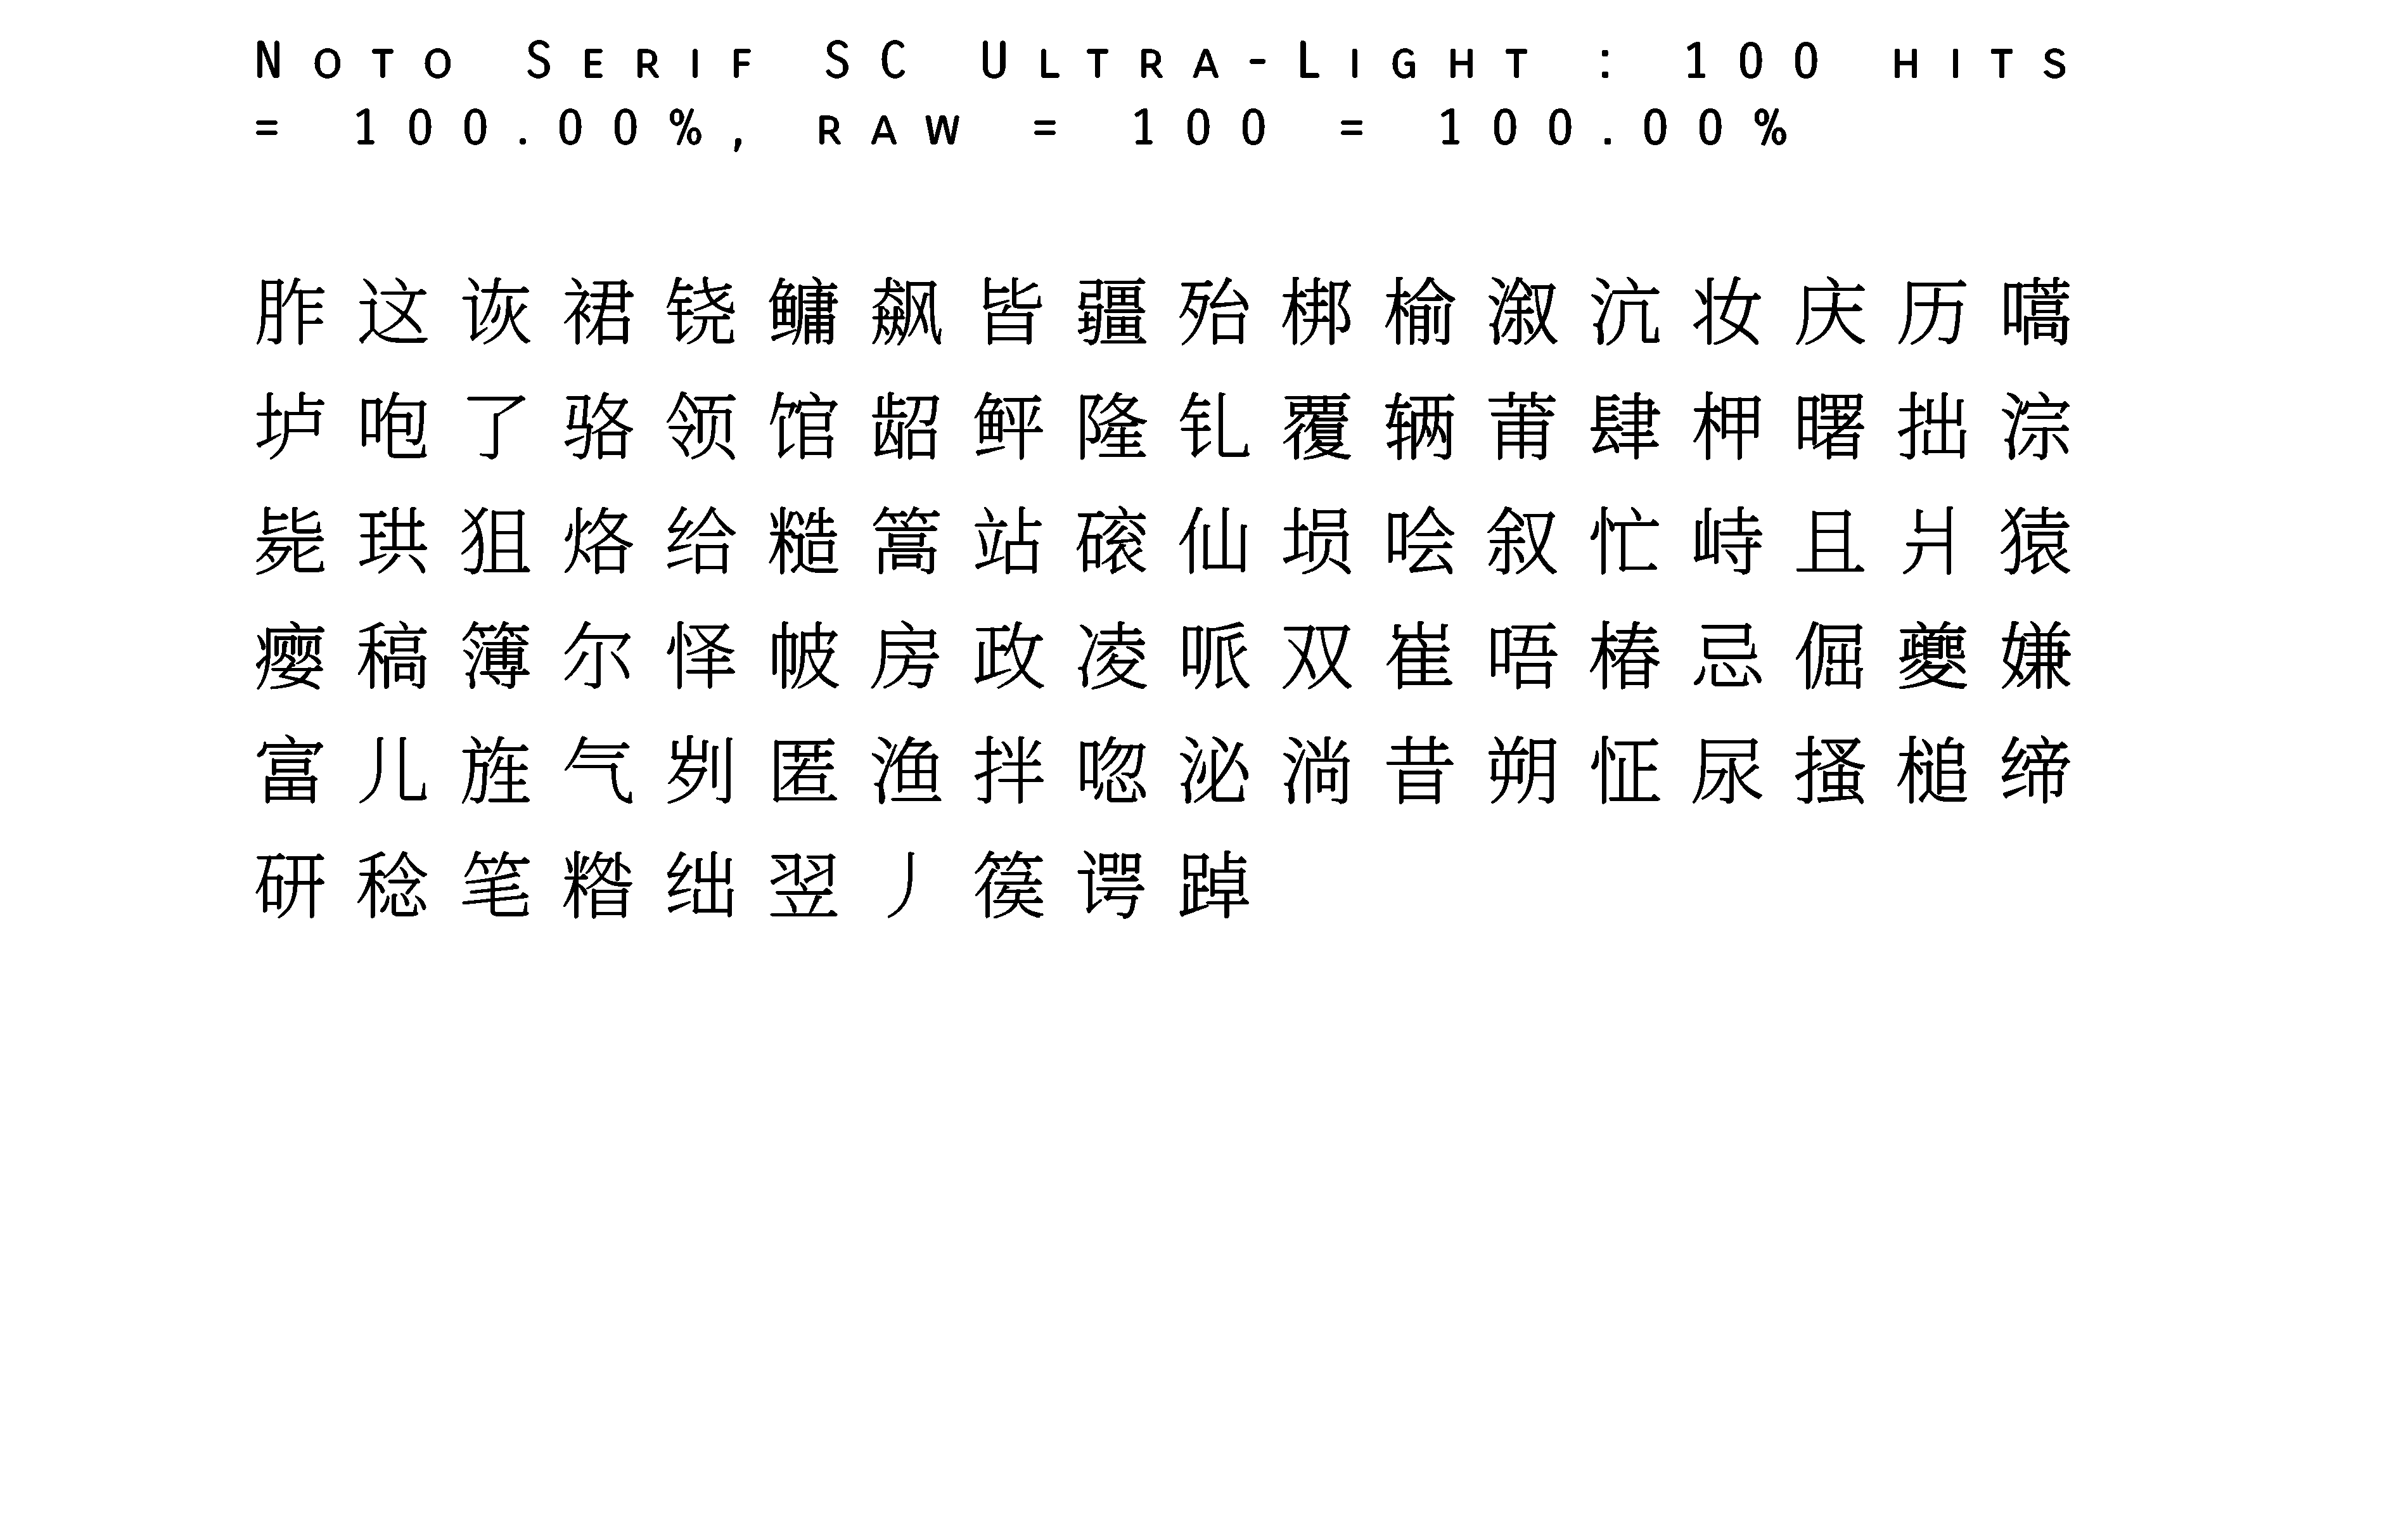 Noto Serif SC Ultra-Light : 100 hits
= 100.00%, raw = 100 = 100.00%
胙这诙裙铙鳙飙皆疆殆梆榆溆沆妆庆历嚆
垆咆了骆领馆龆鲆隆钆覆辆莆肆柙曙拙淙
毙珙狙烙给糙篙站磙仙埙哙叙忙峙且爿猿
瘿稿簿尔怿帔房政凌哌双崔唔椿忌倔夔嫌
富儿旌气刿匿渔拌唿泌淌昔朔怔尿搔槌缔
研稔笔糌绌翌丿篌谔踔